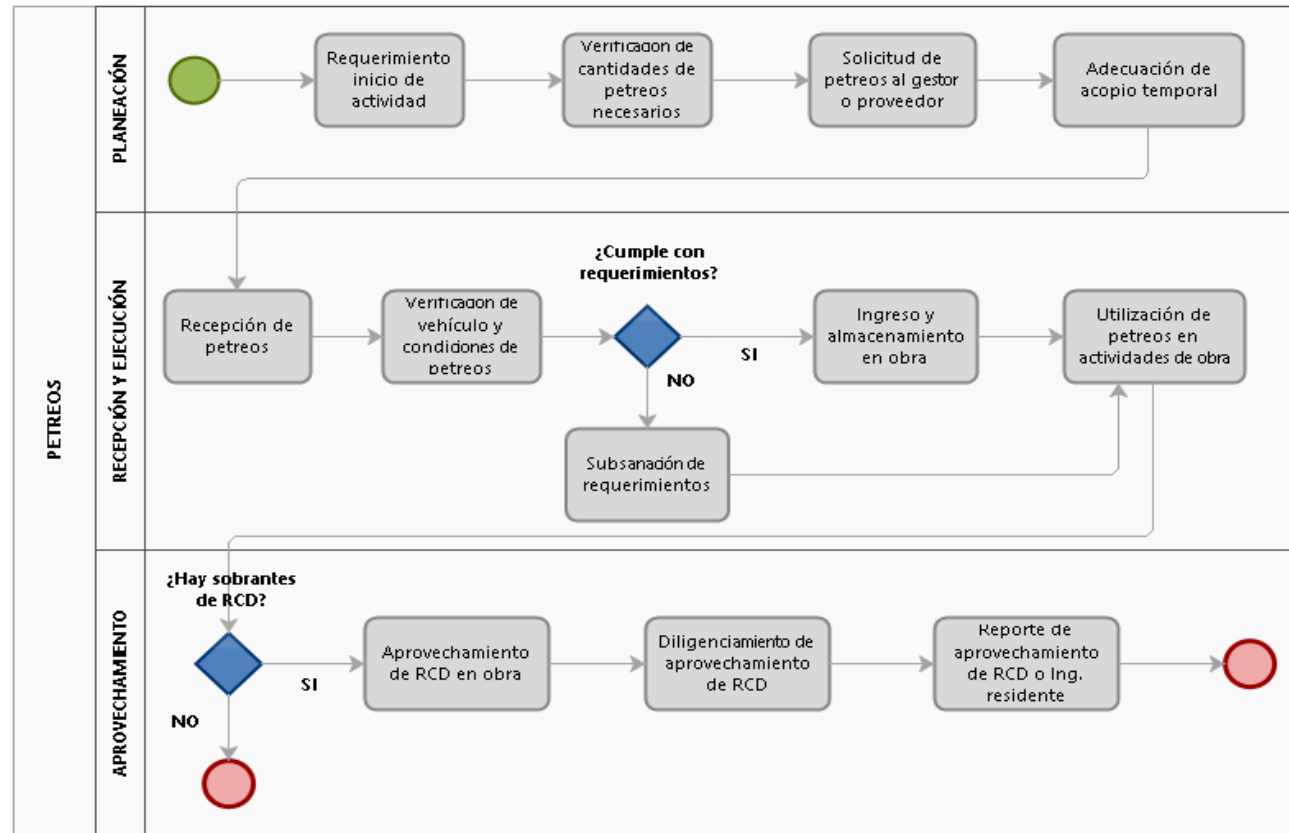 PETREOS
PLANEACIÓN
Requerimiento
inicio de
actividad
Verificacion de
cantidades de
petreos
necesarios
Solicitud de
petreos al gestor
o proveedor
Adecuación de
acopio temporal
RECEPCIÓN Y EJECUCIÓN
Recepción de
petreos
Verificacion de
vehículo y
condiciones de
petreos
¿Cumple con
requerimientos?
SI
NO
Ingreso y
almacenamiento
en obra
Utilización de
petreos en
actividades de obra
Subsanación de
requerimientos
APROVECHAMIENTO
¿Hay sobrantes
de RCD?
SI
NO
Aprovechamiento
de RCD en obra
Diligenciamiento de
aprovechamiento
de RCD
Reporte de
aprovechamiento
de RCD o Ing.
residente